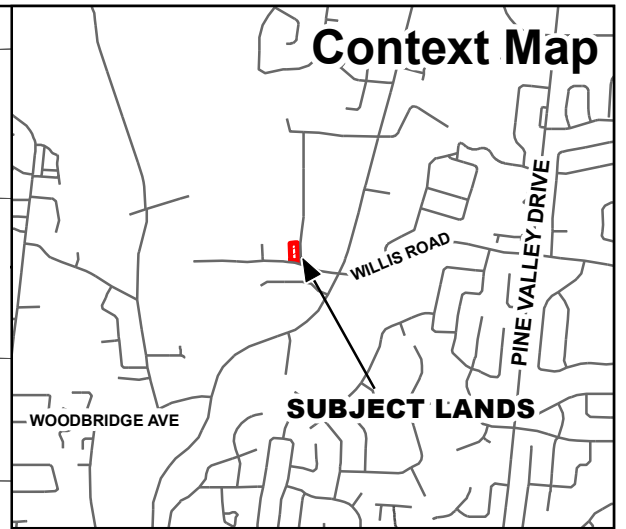 Context Map
WILLIS ROAD
PINE VALLEY DRIVE
SUBJECT LANDS
WOODBRIDGE AVE